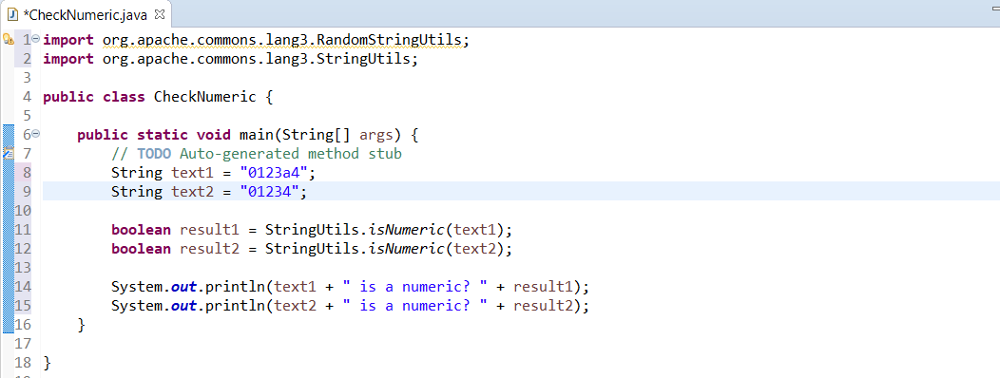 *CheckNumeric.java
1 import org.apache.commons.lang3.RandomStringUtils;
2 import org.apache.commons.lang3.StringUtils;
3
4 public class CheckNumeric {
5
6     public static void main(String[] args) {
7         // TODO Auto-generated method stub
8         String text1 = "0123a4";
9         String text2 = "01234";
10
11         boolean result1 = StringUtils.isNumeric(text1);
12         boolean result2 = StringUtils.isNumeric(text2);
13
14         System.out.println(text1 + " is a numeric? " + result1);
15         System.out.println(text2 + " is a numeric? " + result2);
16     }
17
18 }